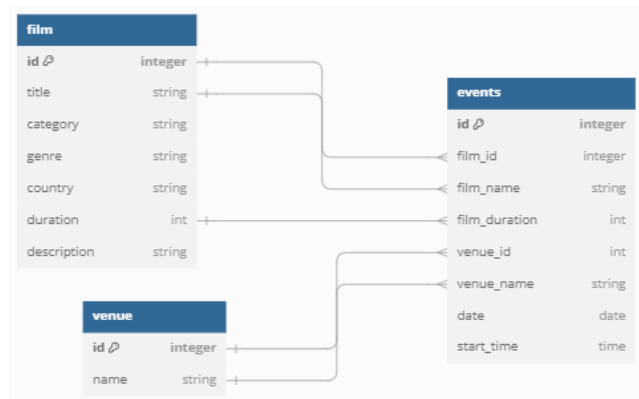 film
id integer
title string
category string
genre string
country string
duration int
description string
venue
id integer
name string
events
id integer
film_id integer
film_name string
film_duration int
venue_id int
venue_name string
date date
start_time time